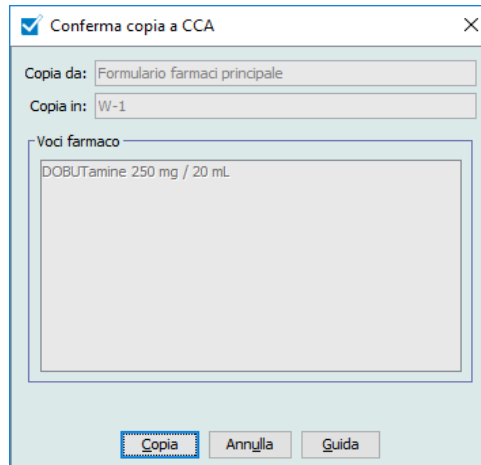 Conferma copia a CCA
Copia da: Formulario farmaci principale
Copia in: W-1
Voci farmaco
DOBUTamine 250 mg / 20 mL
Copia Annulla Guida